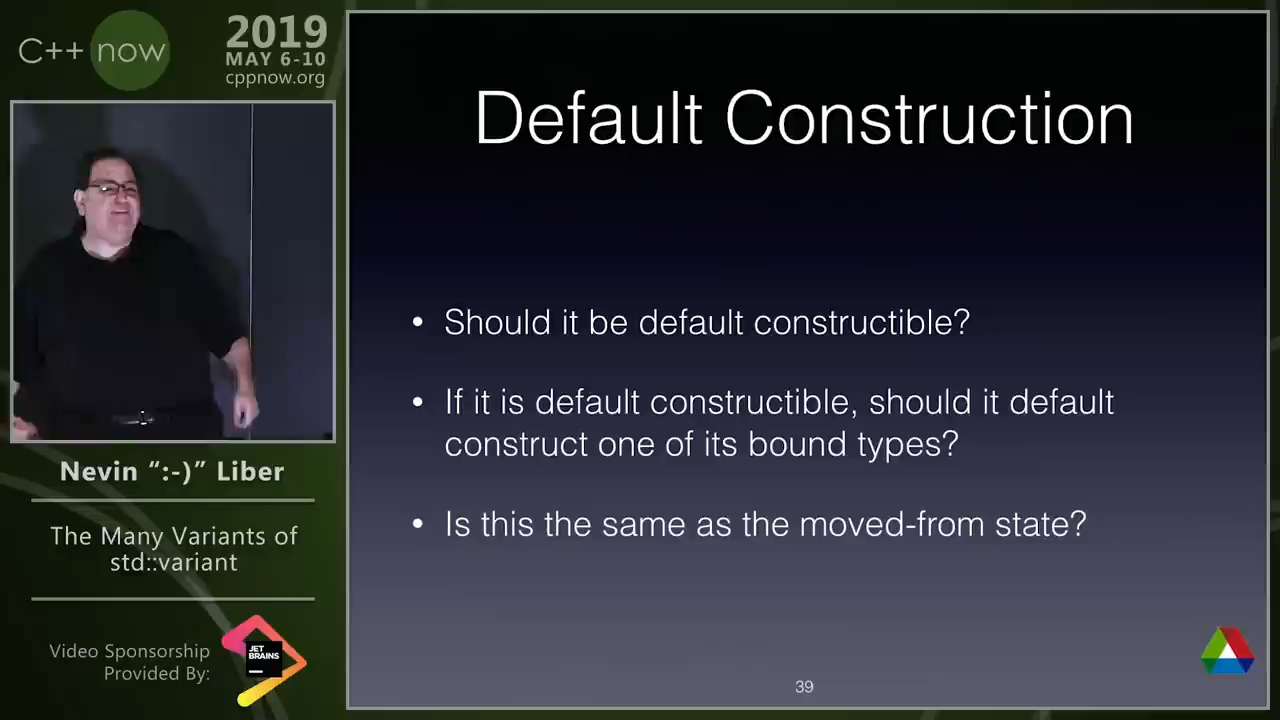 C++ now
2019
MAY 6-10
cppnow.org
Nevin “:-)” Liber
The Many Variants of
std::variant
Video Sponsorship
Provided By:
JET
BRAINS
Default Construction
• Should it be default constructible?
• If it is default constructible, should it default
construct one of its bound types?
• Is this the same as the moved-from state?
39